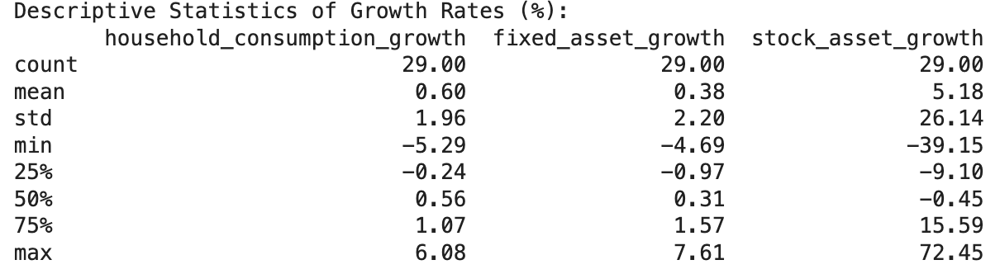 Descriptive Statistics of Growth Rates (%):
household_consumption_growth fixed_asset_growth stock_asset_growth
count 29.00 29.00 29.00
mean 0.60 0.38 5.18
std 1.96 2.20 26.14
min −5.29 −4.69 −39.15
25% −0.24 −0.97 −9.10
50% 0.56 0.31 −0.45
75% 1.07 1.57 15.59
max 6.08 7.61 72.45